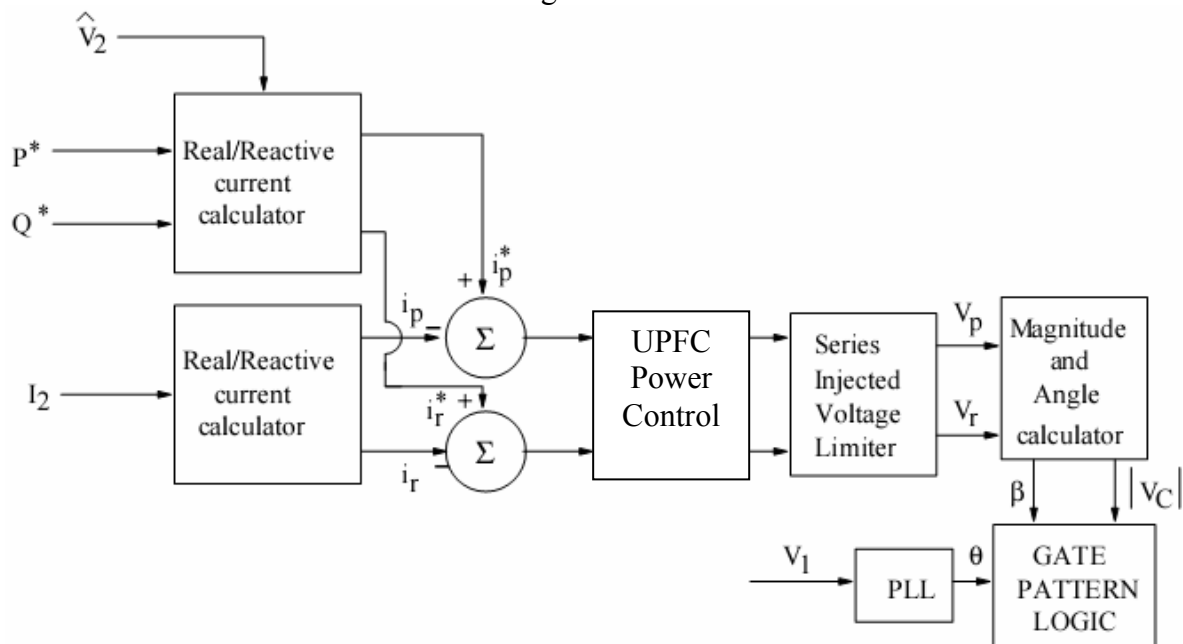 V̂2
P*
Q*
Real/Reactive
current
calculator
i*p
+
ip
–
Σ
I2
Real/Reactive
current
calculator
i*r
+
ir
–
Σ
UPFC
Power
Control
Series
Injected
Voltage
Limiter
Vp
Vr
Magnitude
and
Angle
calculator
β
|VC|
V1
PLL
θ
GATE
PATTERN
LOGIC